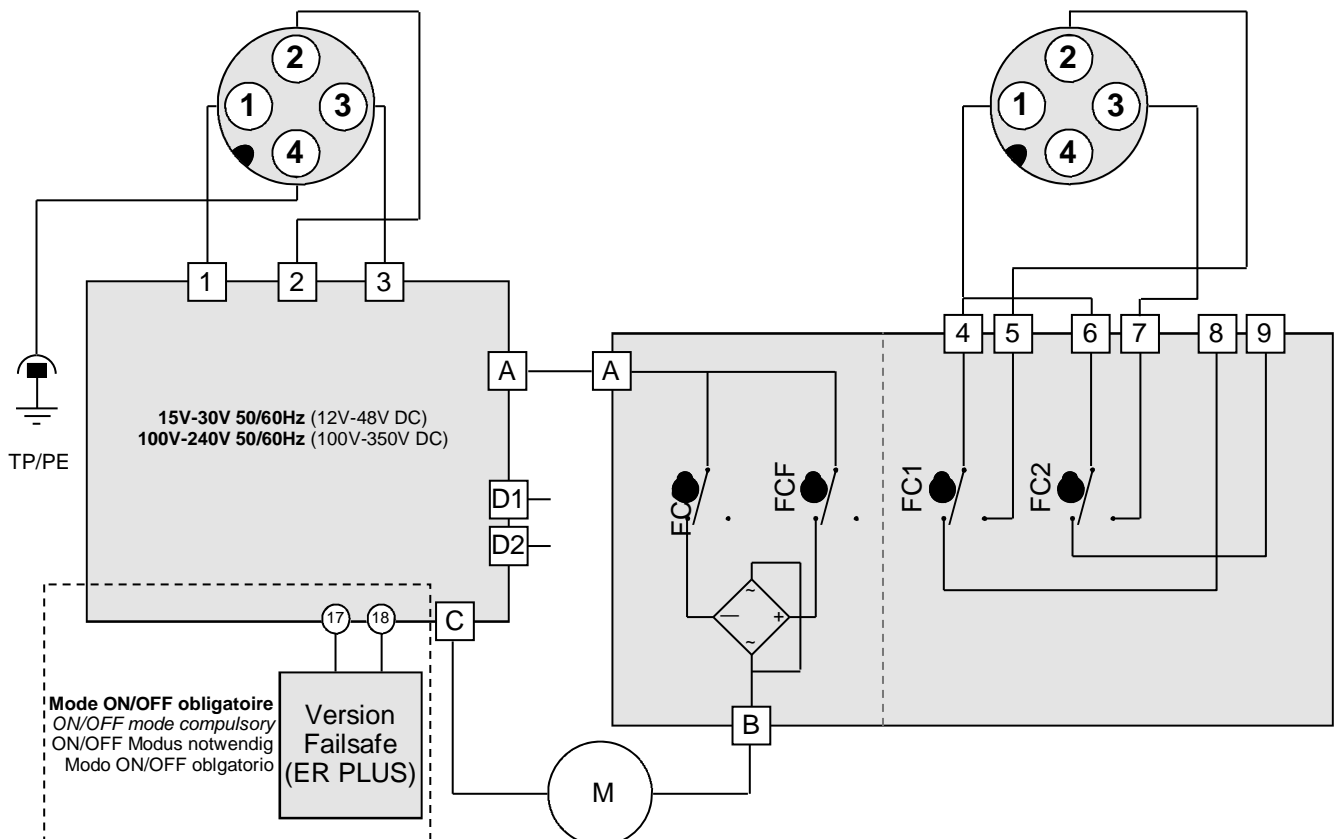 2
1
3
4
2
1
3
4
1
2
3
4
5
6
7
8
9
A
A
15V-30V 50/60Hz (12V-48V DC)
100V-240V 50/60Hz (100V-350V DC)
TP/PE
FCF
FC1
FC2
D1
D2
~
—
+
~
17
18
C
Mode ON/OFF obligatoire
ON/OFF mode compulsory
ON/OFF Modus notwendig
Modo ON/OFF oblgatorio
Version
Failsafe
(ER PLUS)
B
M